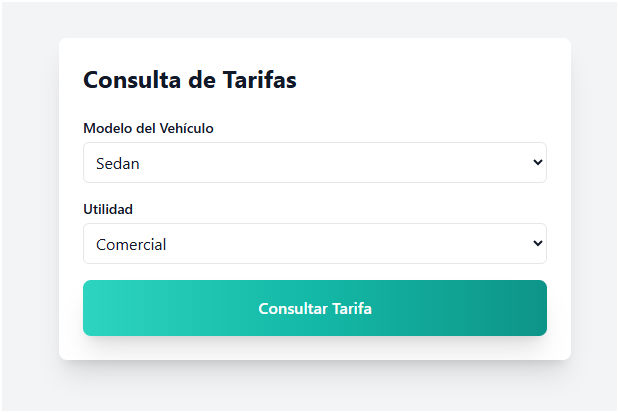 Consulta de Tarifas
Modelo del Vehículo
Sedan
Utilidad
Comercial
Consultar Tarifa